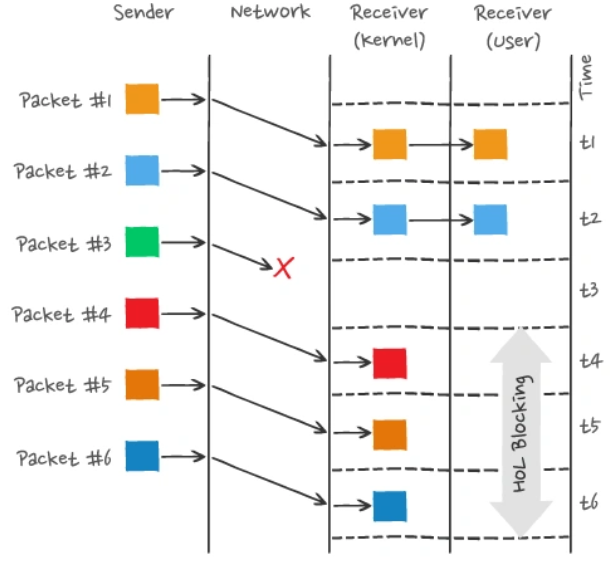 Sender
Network
Receiver
(kernel)
Receiver
(user)
Time
Packet #1
t1
Packet #2
t2
Packet #3
X
t3
Packet #4
t4
Packet #5
t5
HoL Blocking
Packet #6
t6